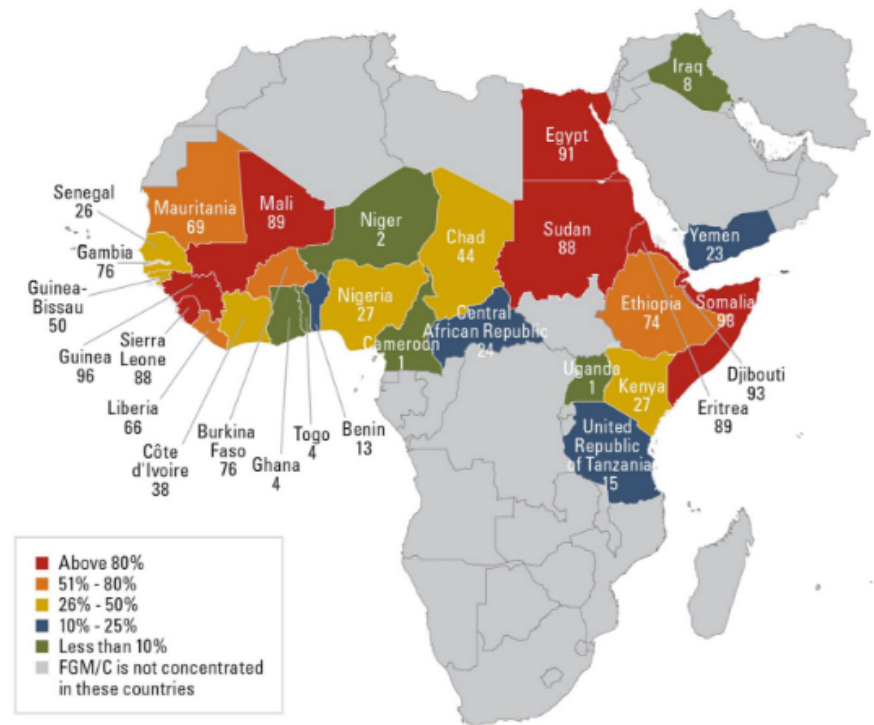 Iraq
8
Egypt
91
Senegal
26
Mauritania
69
Mali
89
Niger
2
Chad
44
Sudan
88
Yemen
23
Gambia
76
Guinea-
Bissau
50
Nigeria
27
Ethiopia
74
Somalia
98
Central
African Republic
24
Cameroon
1
Guinea
96
Sierra
Leone
88
Uganda
1
Kenya
27
Djibouti
93
Eritrea
89
Liberia
66
Côte
d'Ivoire
38
Burkina
Faso
76
Ghana
4
Togo
4
Benin
13
United
Republic
of Tanzania
15
Above 80%
51% - 80%
26% - 50%
10% - 25%
Less than 10%
FGM/C is not concentrated
in these countries